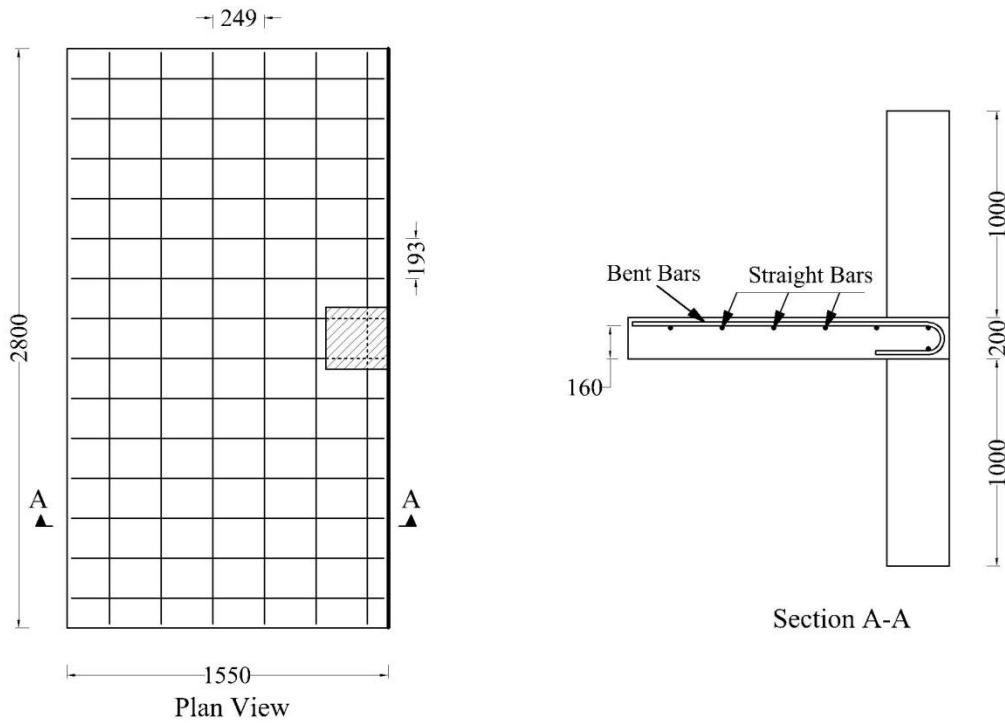 249
2800
193
A
A
1550
Plan View
Bent Bars
Straight Bars
160
1000
200
1000
Section A-A